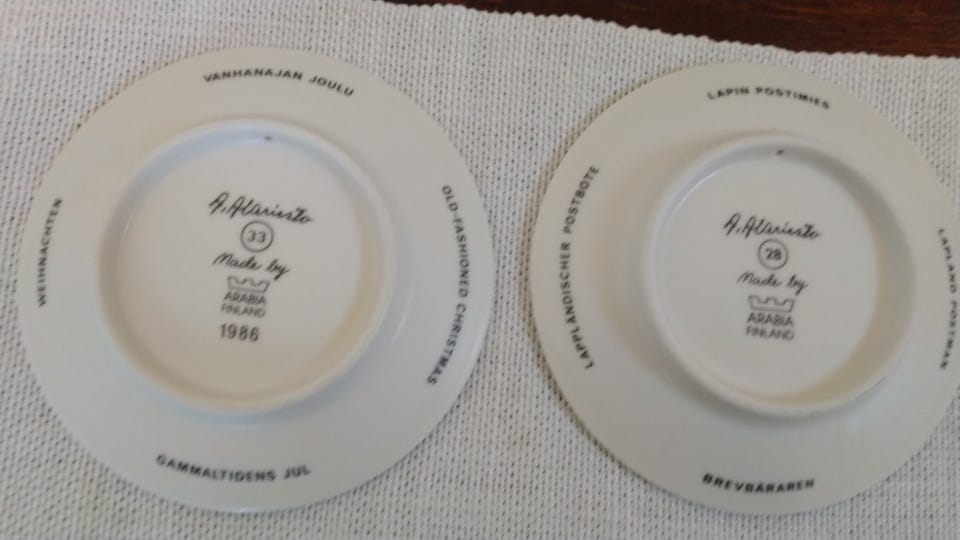 VANHANAJAN JOULU
WEIHNACHTEN
OLD-FASHIONED CHRISTMAS
GAMMALTIDENS JUL
A. Alariesto
33
Made by
ARABIA
FINLAND
1986
LAPIN POSTIMIES
LAPPLÄNDISCHER POSTBOTE
LAPLAND POSTMAN
BREVBÄRAREN
A. Alariesto
28
Made by
ARABIA
FINLAND